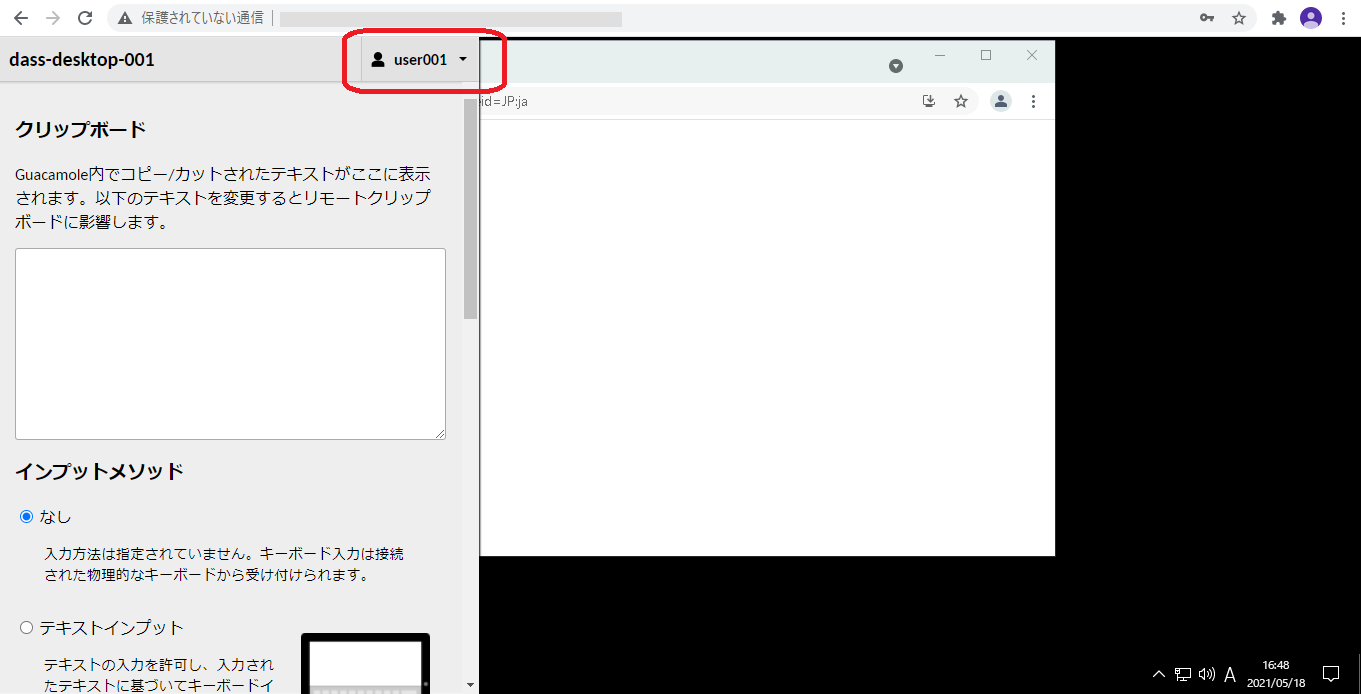 保護されていない通信
dass-desktop-001
user001
eid=JP:ja
クリップボード
Guacamole内でコピー/カットされたテキストがここに表示
されます。以下のテキストを変更するとリモートクリップ
ボードに影響します。
インプットメソッド
なし
入力方法は指定されていません。キーボード入力は接続
された物理的なキーボードから受け付けられます。
テキストインプット
テキストの入力を許可し、入力され
たテキストに基づいてキーボードイ
A
16:48
2021/05/18